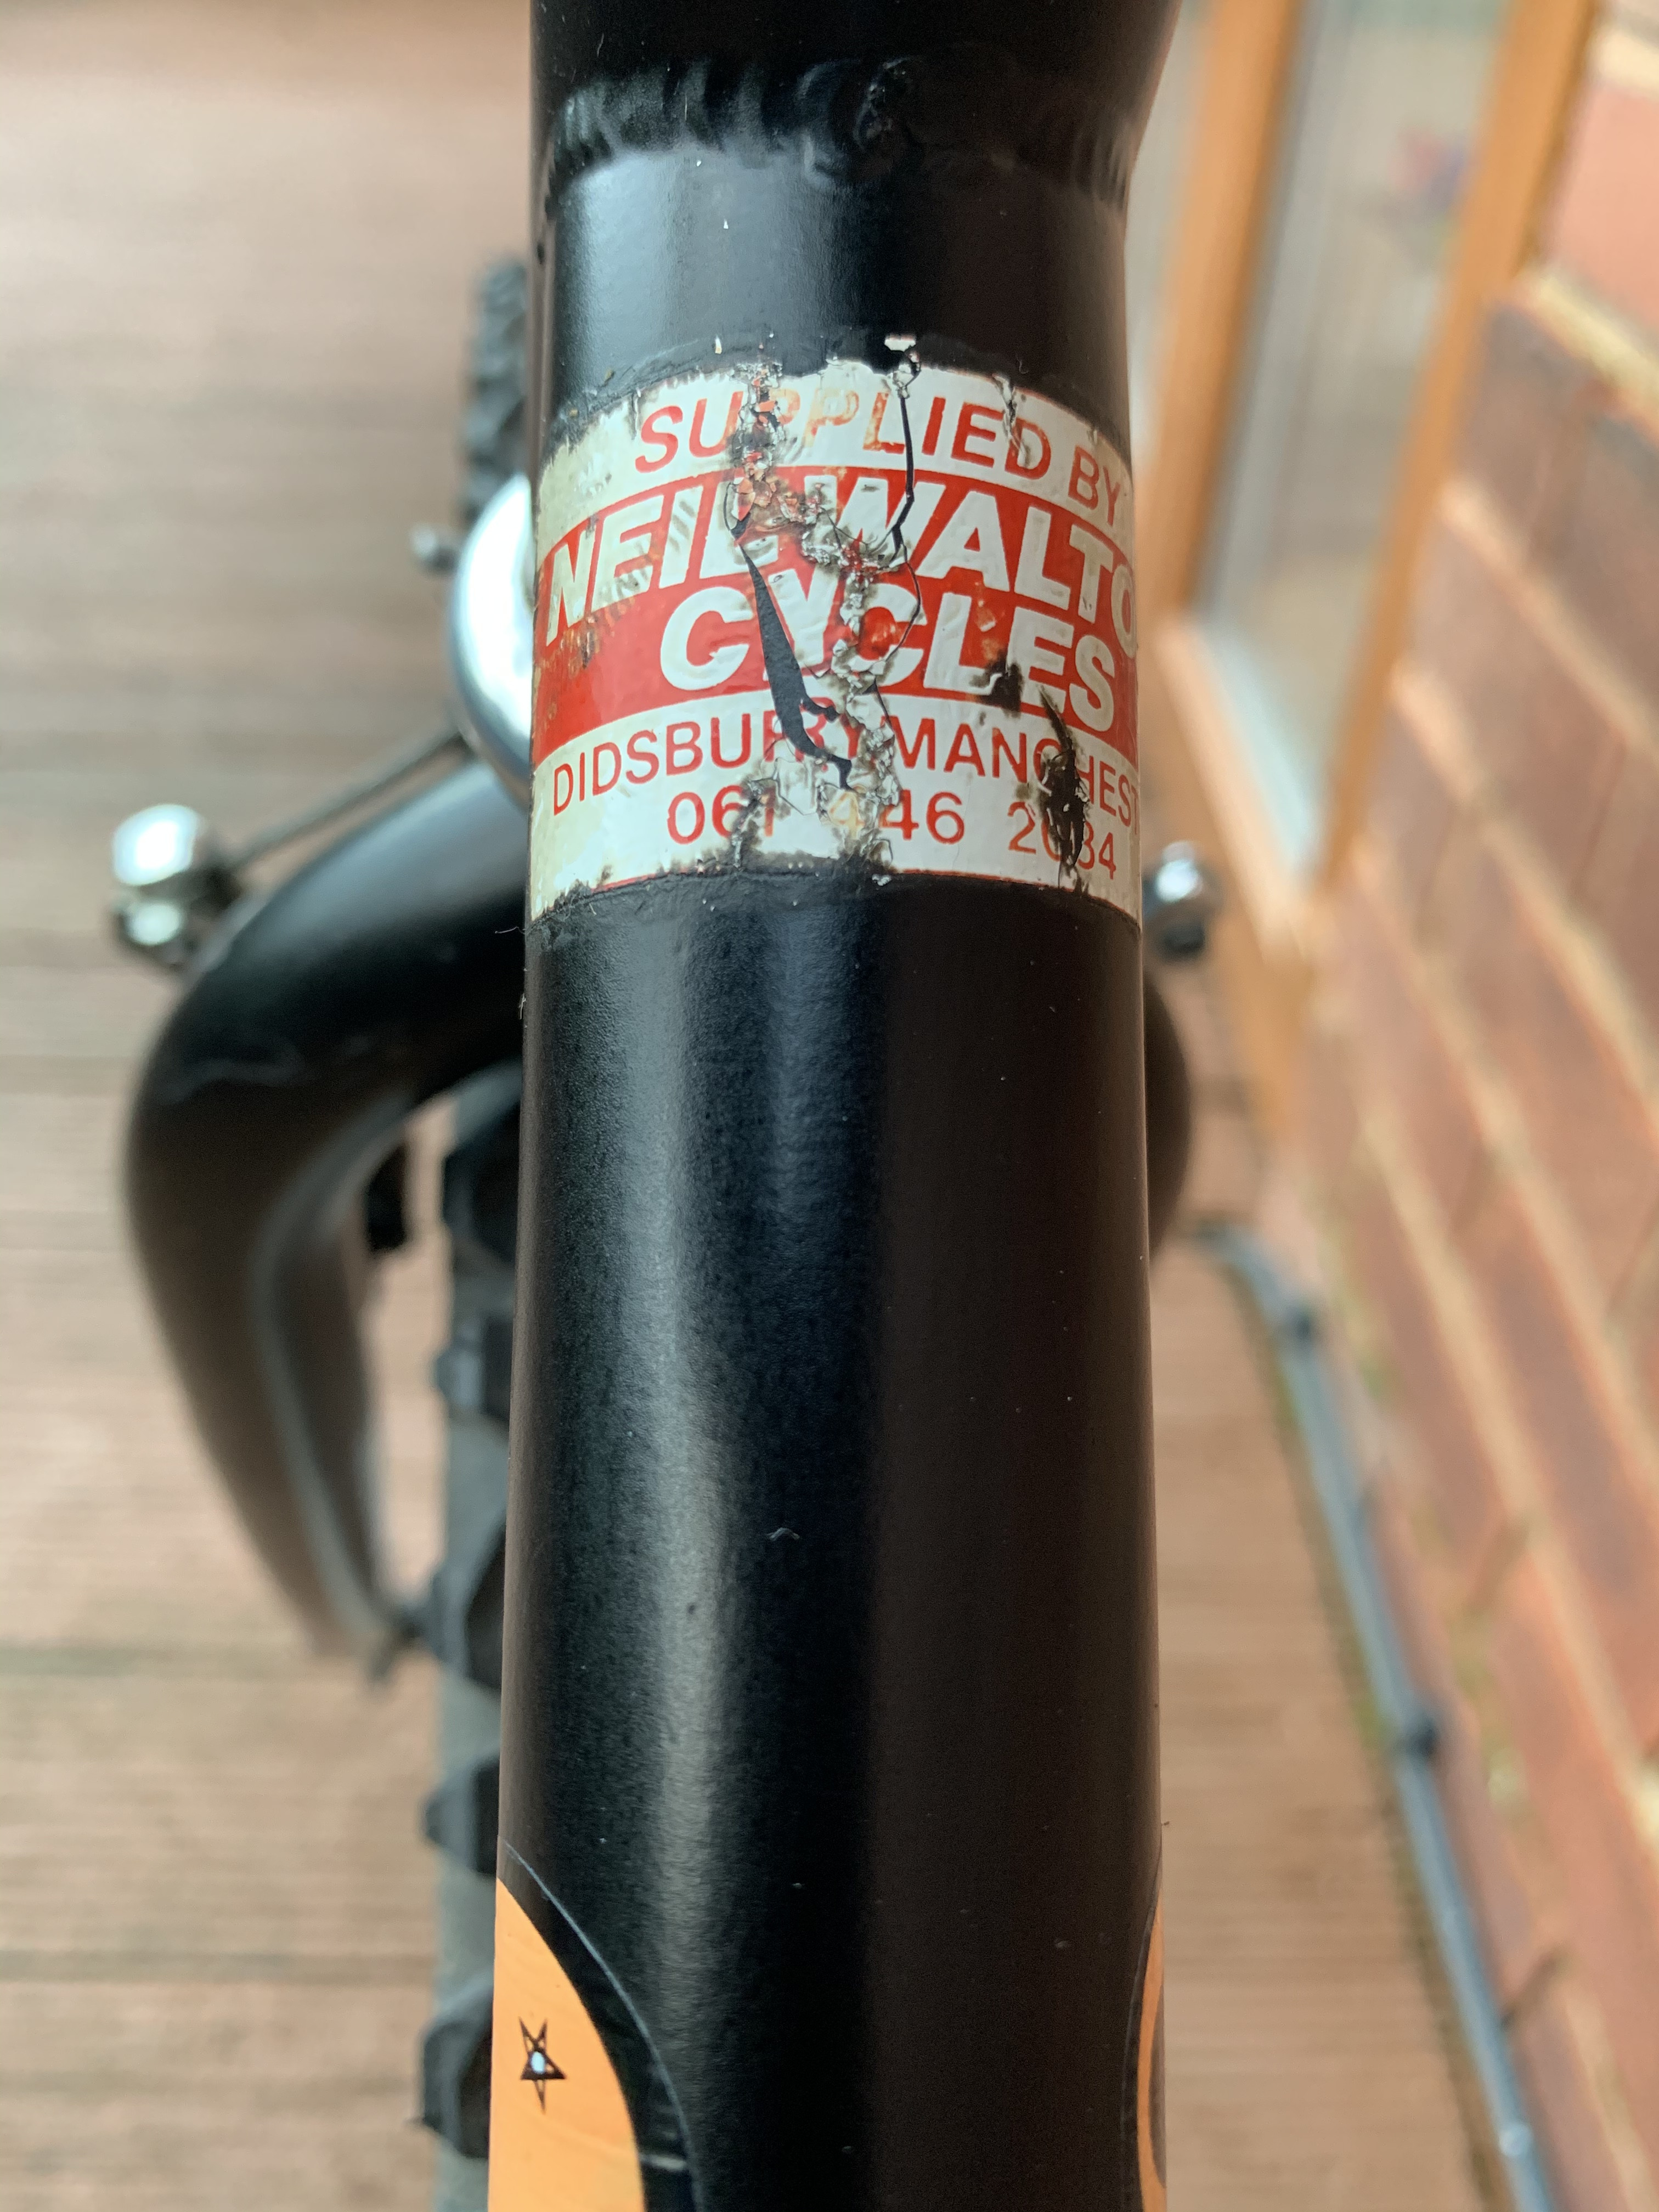 SUPPLIED BY
NEIL WALTO
CYCLES
DIDSBURY MANCHEST
061 446 2034